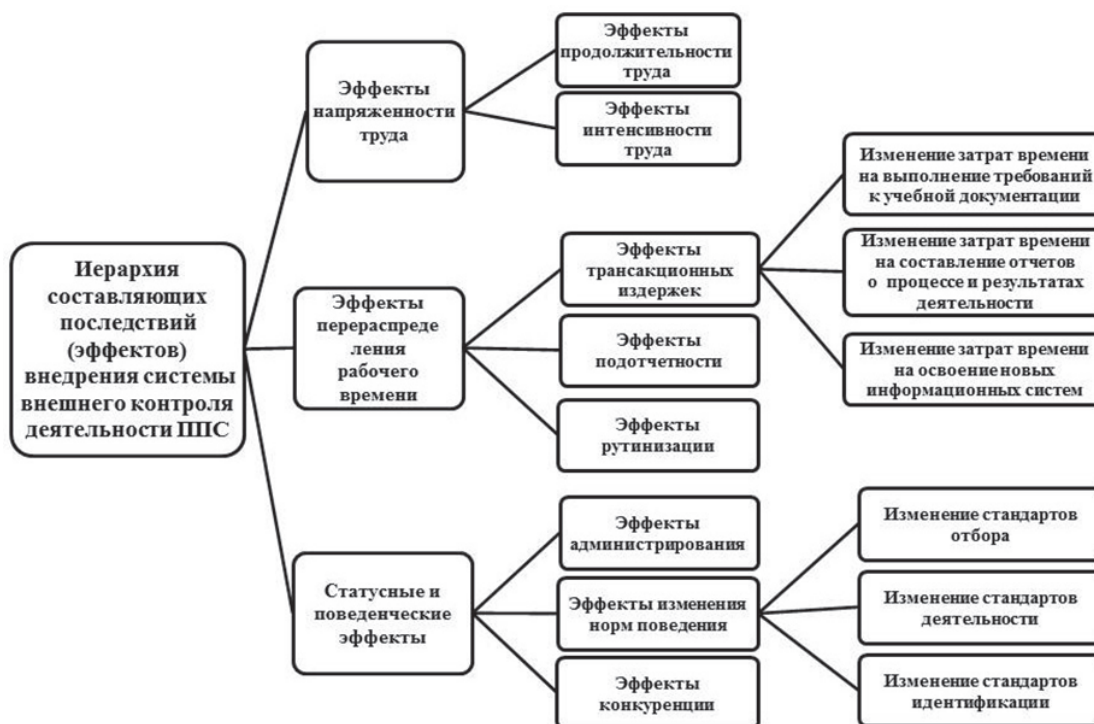 Иерархия
составляющих
последствий
(эффектов)
внедрения системы
внешнего контроля
деятельности ППС
Эффекты
напряженности
труда
Эффекты
продолжительности
труда
Эффекты
интенсивности
труда
Эффекты
перераспреде
ления
рабочего
времени
Эффекты
трансакционных
издержек
Изменение затрат времени
на выполнение требований
к учебной документации
Изменение затрат времени
на составление отчетов
о процессе и результатах
деятельности
Изменение затрат времени
на освоение новых
информационных систем
Эффекты
подотчетности
Эффекты
рутинизации
Статусные и
поведенческие
эффекты
Эффекты
администрирования
Эффекты изменения
норм поведения
Изменение стандартов
отбора
Изменение стандартов
деятельности
Изменение стандартов
идентификации
Эффекты
конкуренции